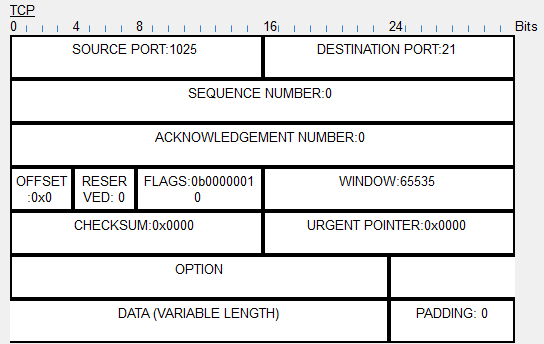 TCP
0 4 8 16 24 Bits
SOURCE PORT:1025 DESTINATION PORT:21
SEQUENCE NUMBER:0
ACKNOWLEDGEMENT NUMBER:0
OFFSET RESER FLAGS:0b0000001 WINDOW:65535
:0x0 VED: 0 0
CHECKSUM:0x0000 URGENT POINTER:0x0000
OPTION
DATA (VARIABLE LENGTH) PADDING: 0